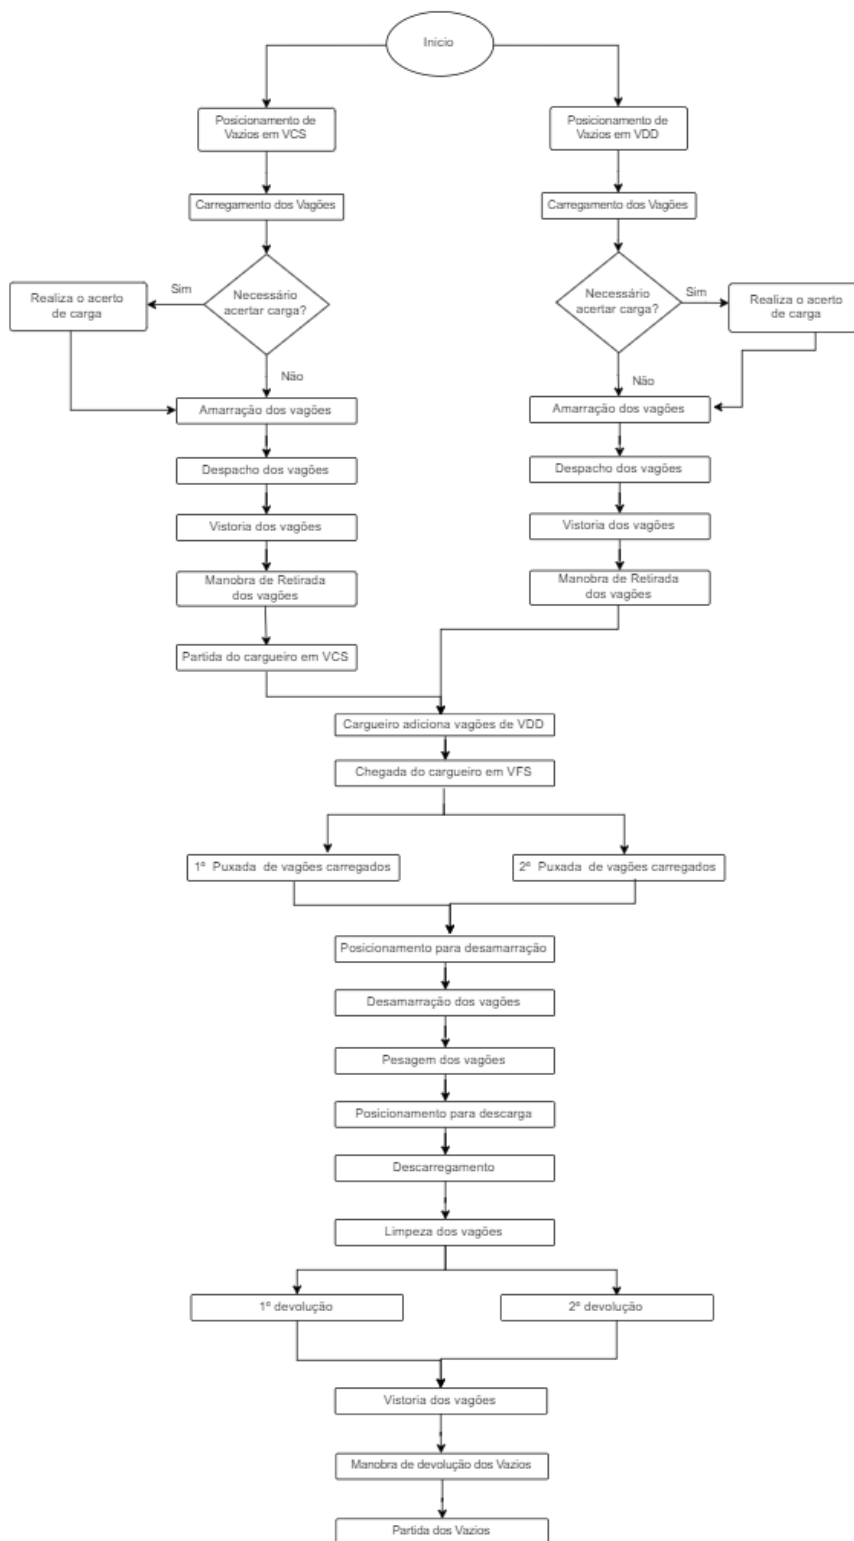 Inicio
Posicionamento de
Vazios em VCS
Posicionamento de
Vazios em VDD
Carregamento dos Vagões
Carregamento dos Vagões
Necessário
acertar carga?
Sim
Realiza o acerto
de carga
Necessário
acertar carga?
Sim
Realiza o acerto
de carga
Não
Não
Amarração dos vagões
Amarração dos vagões
Despacho dos vagões
Despacho dos vagões
Vistoria dos vagões
Vistoria dos vagões
Manobra de Retirada
dos vagões
Manobra de Retirada
dos vagões
Partida do cargueiro em VCS
Cargueiro adiciona vagões de VDD
Chegada do cargueiro em VFS
1º Puxada de vagões carregados
2º Puxada de vagões carregados
Posicionamento para desamarração
Desamarração dos vagões
Pesagem dos vagões
Posicionamento para descarga
Descarregamento
Limpeza dos vagões
1º devolução
2º devolução
Vistoria dos vagões
Manobra de devolução dos Vazios
Partida dos Vazios